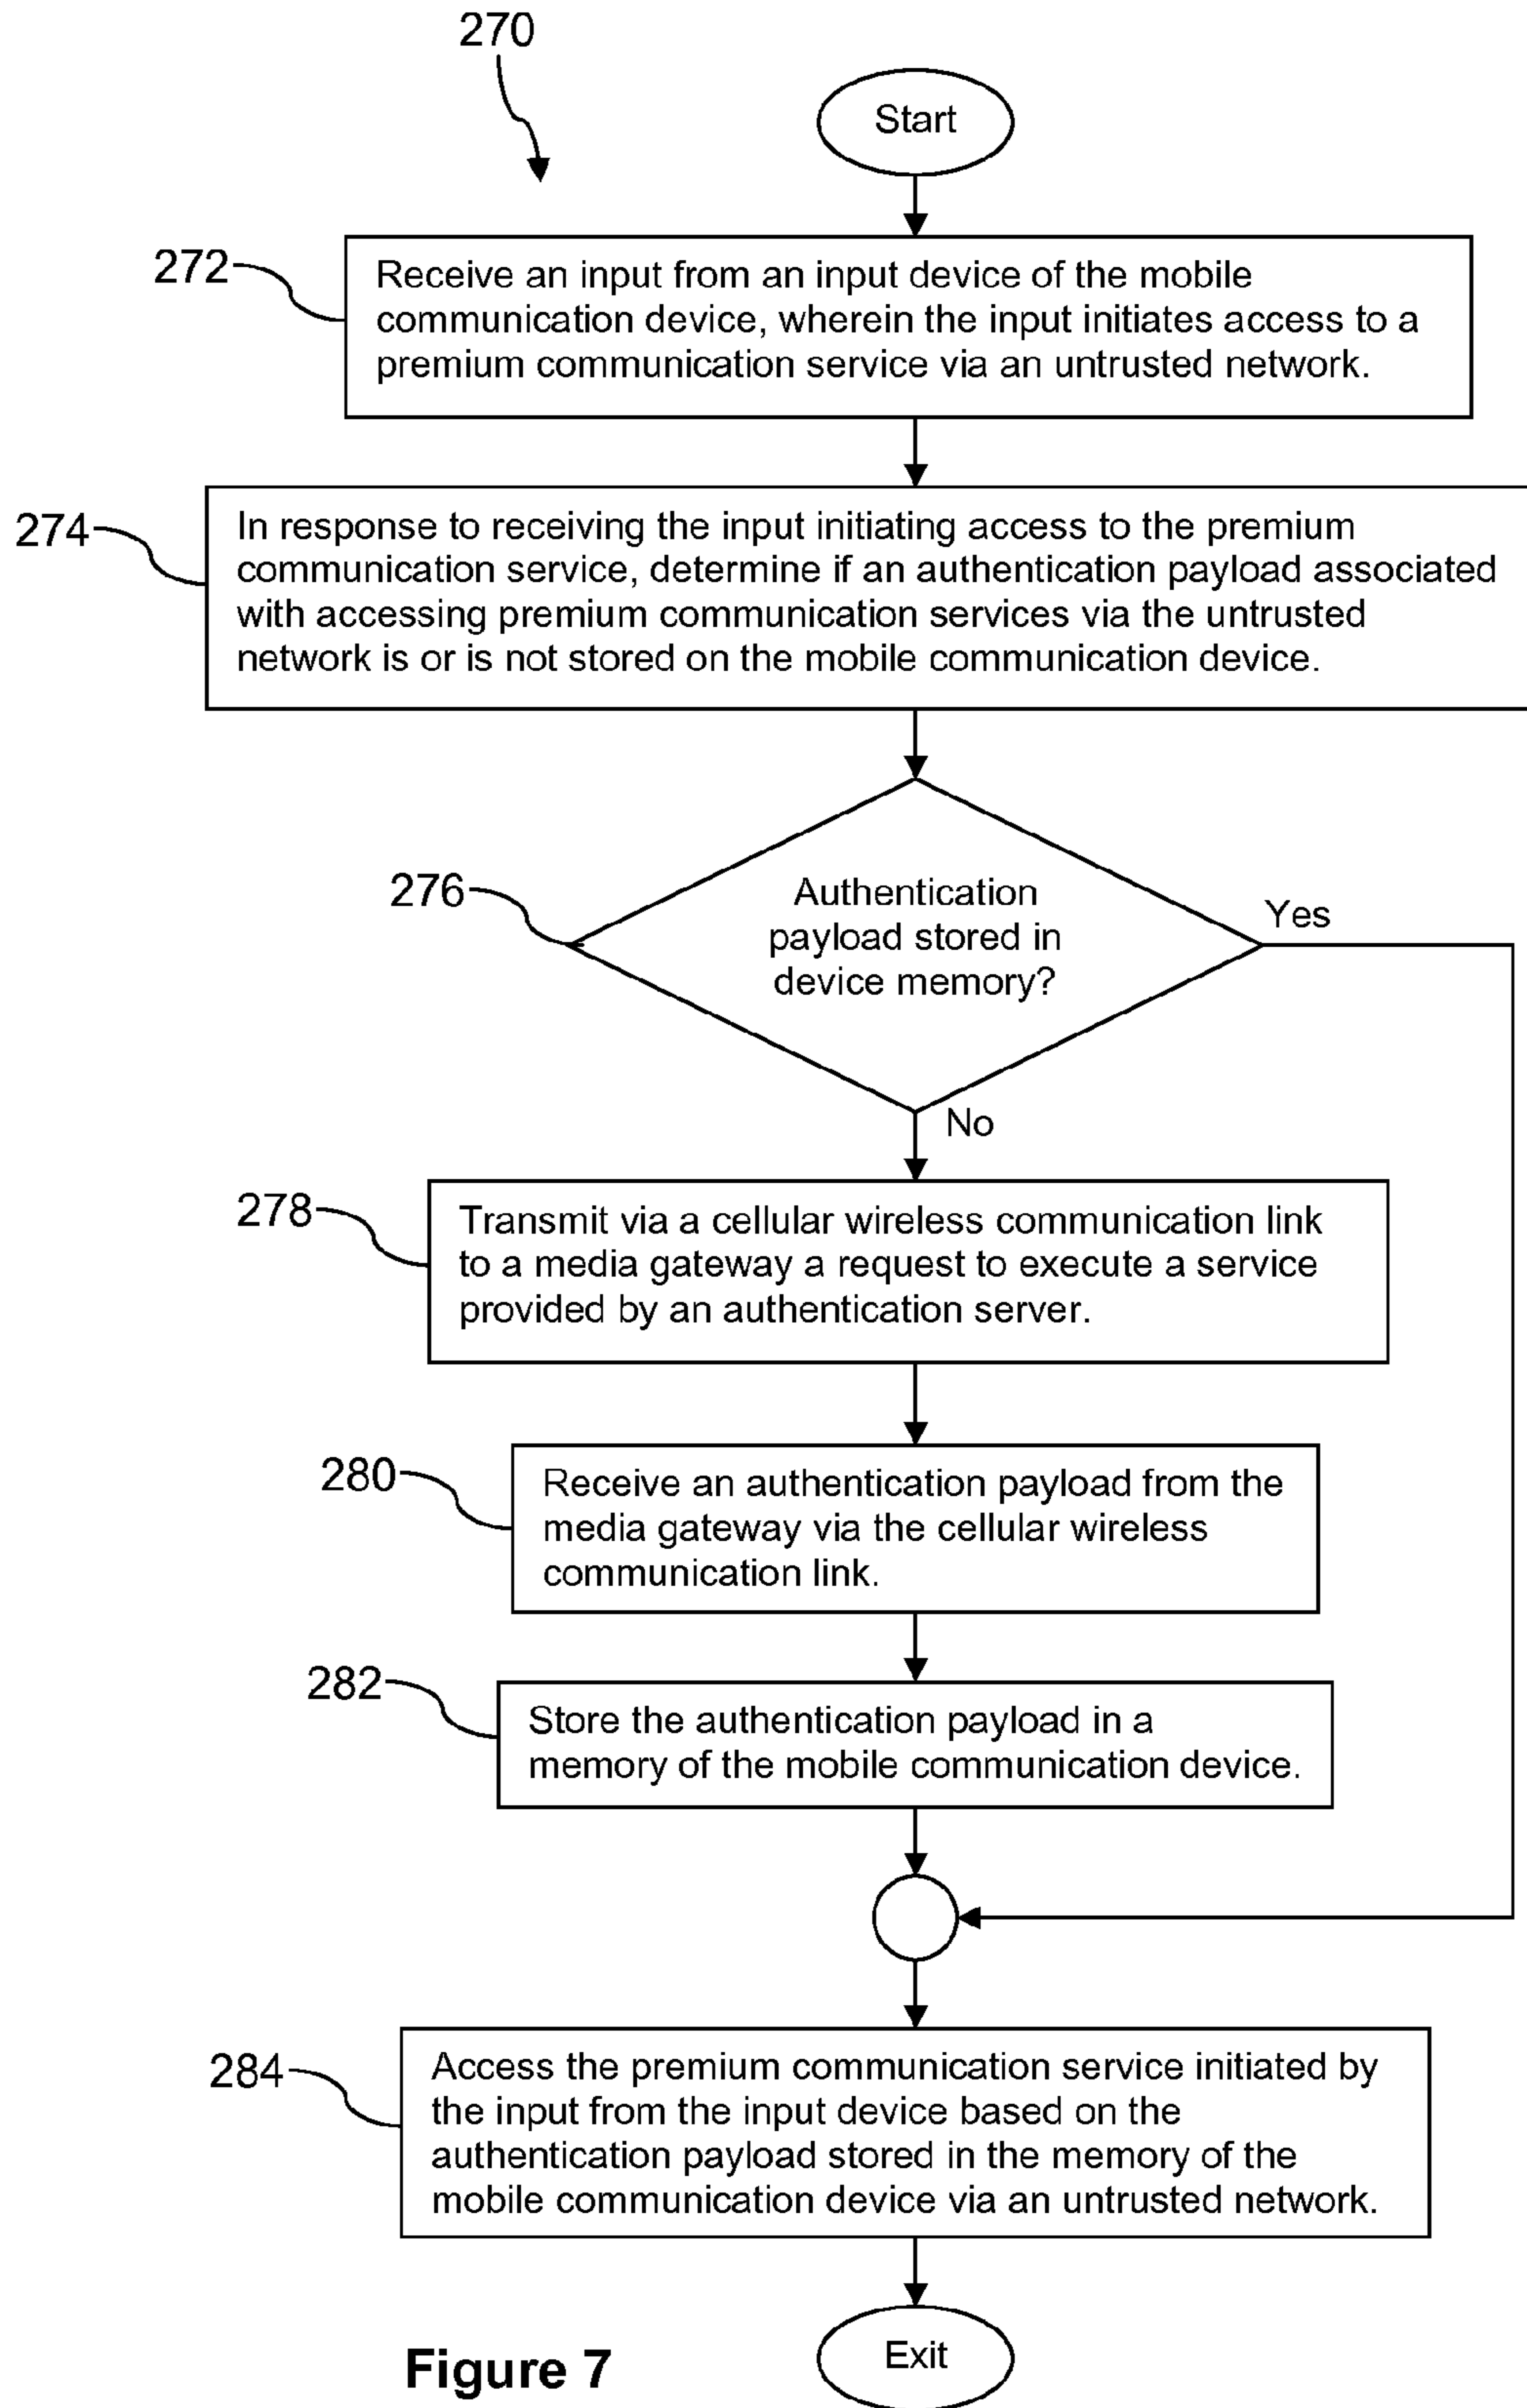 270
Start
272
Receive an input from an input device of the mobile
communication device, wherein the input initiates access to a
premium communication service via an untrusted network.
274
In response to receiving the input initiating access to the premium
communication service, determine if an authentication payload associated
with accessing premium communication services via the untrusted
network is or is not stored on the mobile communication device.
276
Authentication
payload stored in
device memory?
Yes
No
278
Transmit via a cellular wireless communication link
to a media gateway a request to execute a service
provided by an authentication server.
280
Receive an authentication payload from the
media gateway via the cellular wireless
communication link.
282
Store the authentication payload in a
memory of the mobile communication device.
284
Access the premium communication service initiated by
the input from the input device based on the
authentication payload stored in the memory of the
mobile communication device via an untrusted network.
Exit
Figure 7